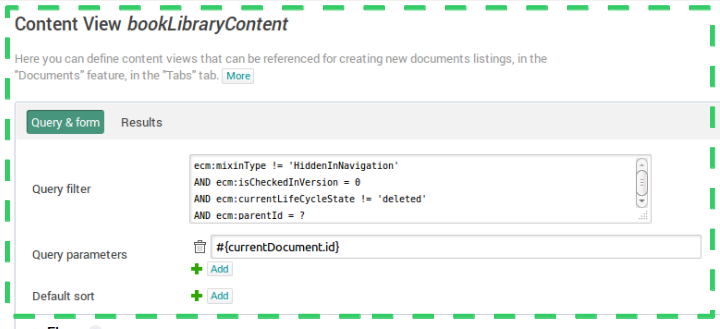 Content View bookLibraryContent
Here you can define content views that can be referenced for creating new documents listings, in the
"Documents" feature, in the "Tabs" tab. More
Query & form Results
Query filter
ecm:mixinType != 'HiddenInNavigation'
AND ecm:isCheckedInVersion = 0
AND ecm:currentLifeCycleState != 'deleted'
AND ecm:parentId = ?
Query parameters
#{currentDocument.id}
Add
Default sort
Add